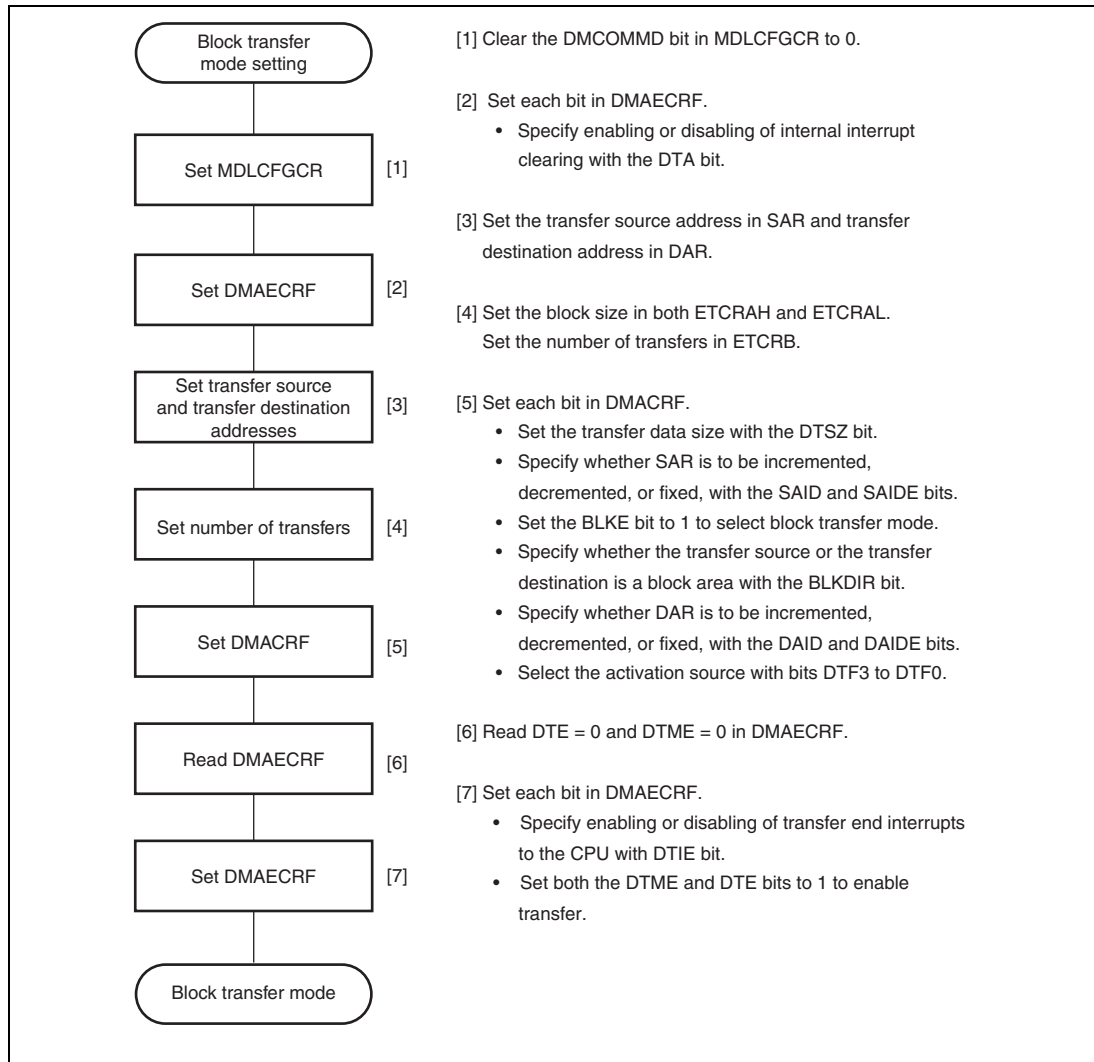 Block transfer
mode setting
Set MDLCFGCR
[1]
Set DMAECRF
[2]
Set transfer source
and transfer destination
addresses
[3]
Set number of transfers
[4]
Set DMACRF
[5]
Read DMAECRF
[6]
Set DMAECRF
[7]
Block transfer mode
[1] Clear the DMCOMMD bit in MDLCFGCR to 0.
[2] Set each bit in DMAECRF.
• Specify enabling or disabling of internal interrupt
clearing with the DTA bit.
[3] Set the transfer source address in SAR and transfer
destination address in DAR.
[4] Set the block size in both ETCRAH and ETCRAL.
Set the number of transfers in ETCRB.
[5] Set each bit in DMACRF.
• Set the transfer data size with the DTSZ bit.
• Specify whether SAR is to be incremented,
decremented, or fixed, with the SAID and SAIDE bits.
• Set the BLKE bit to 1 to select block transfer mode.
• Specify whether the transfer source or the transfer
destination is a block area with the BLKDIR bit.
• Specify whether DAR is to be incremented,
decremented, or fixed, with the DAID and DAIDE bits.
• Select the activation source with bits DTF3 to DTF0.
[6] Read DTE = 0 and DTME = 0 in DMAECRF.
[7] Set each bit in DMAECRF.
• Specify enabling or disabling of transfer end interrupts
to the CPU with DTIE bit.
• Set both the DTME and DTE bits to 1 to enable
transfer.